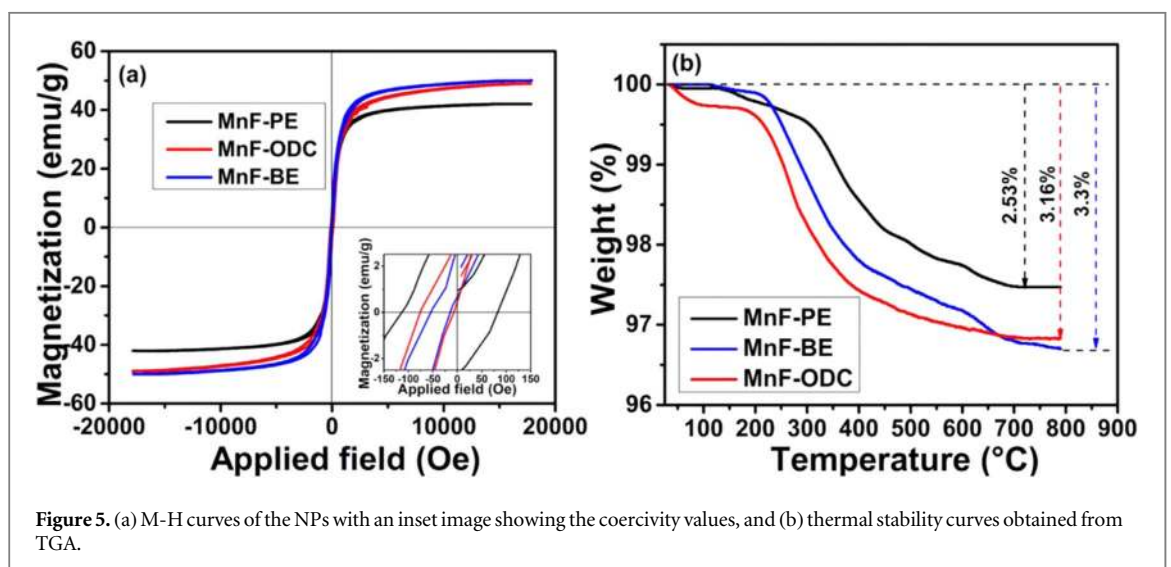 (a)
60
40
20
0
-20
-40
-60
Magnetization (emu/g)
MnF-PE
MnF-ODC
MnF-BE
2
0
-2
Magnetization (emu/g)
-150 -100 -50 0 50 100 150
Applied field (Oe)
-20000 -10000 0 10000 20000
Applied field (Oe)
(b)
100
99
98
97
96
Weight (%)
2.53%
3.16%
3.3%
MnF-PE
MnF-BE
MnF-ODC
100 200 300 400 500 600 700 800 900
Temperature (°C)
Figure 5. (a) M-H curves of the NPs with an inset image showing the coercivity values, and (b) thermal stability curves obtained from
TGA.